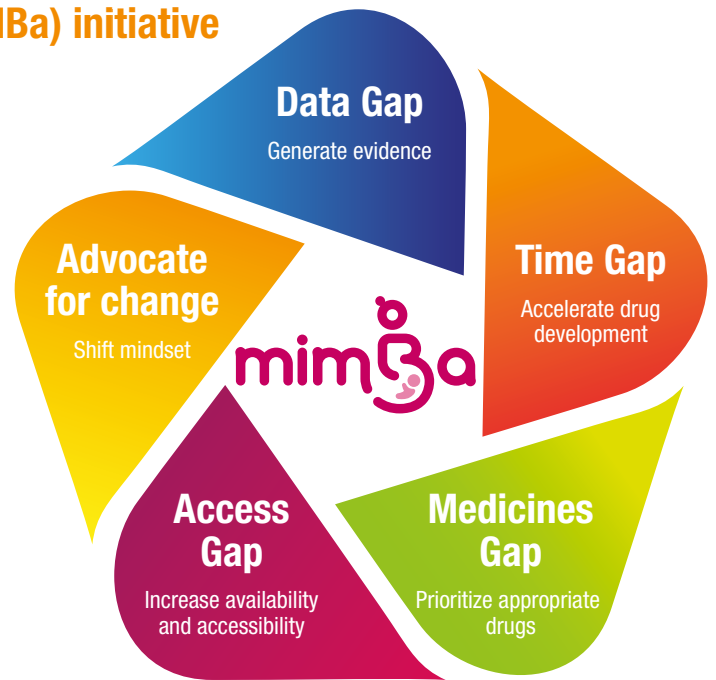 Ba) initiative
Data Gap
Generate evidence
Time Gap
Accelerate drug
development
Medicines
Gap
Prioritize appropriate
drugs
Access
Gap
Increase availability
and accessibility
Advocate
for change
Shift mindset
mimBa